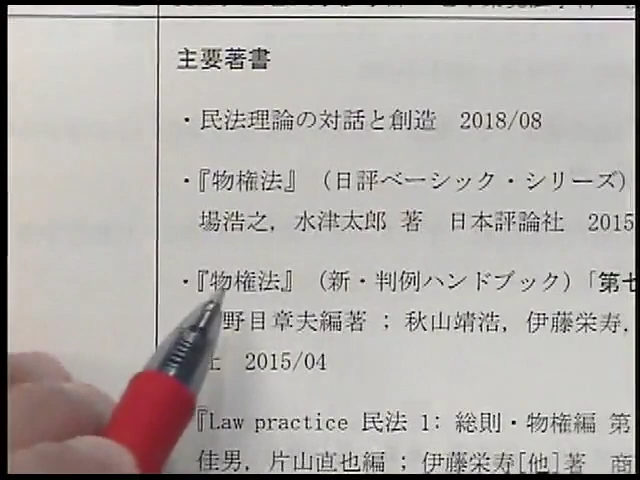 主要著書
・民法理論の対話と創造 2018/08
・『物権法』（日評ベーシック・シリーズ）
場浩之, 水津太郎 著 日本評論社 2015
・『物権法』（新・判例ハンドブック）「第七
野目章夫編著 ; 秋山靖浩, 伊藤栄寿,
社 2015/04
『Law practice 民法 1: 総則・物権編 第
佳男, 片山直也編 ; 伊藤栄寿[他]著 商